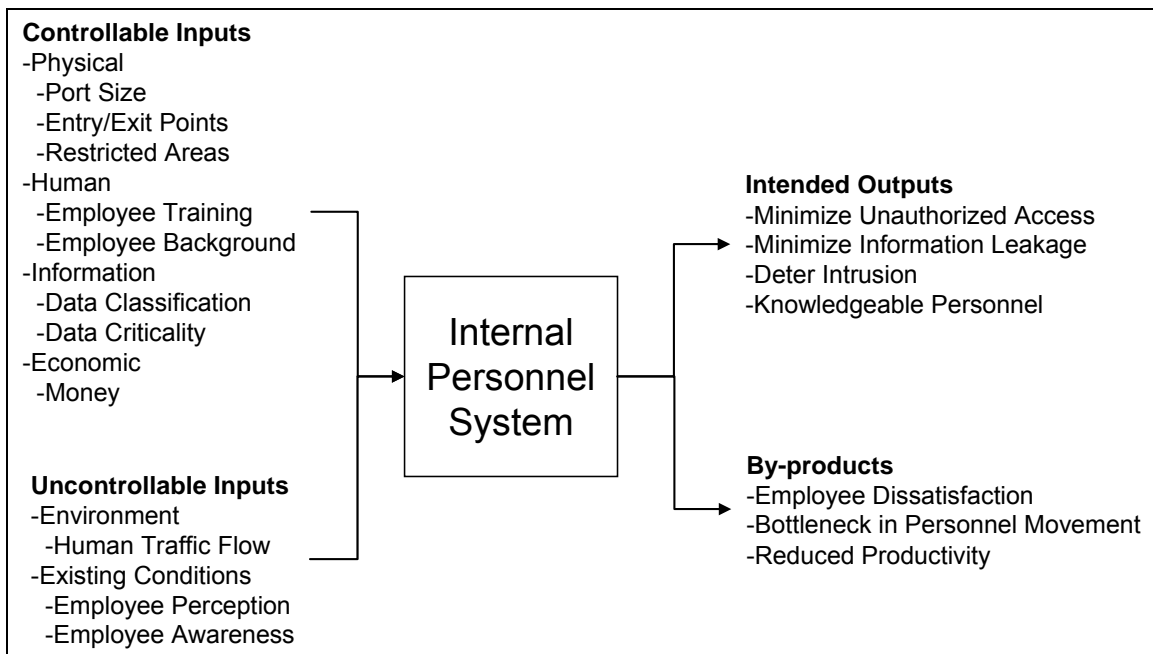 Controllable Inputs
-Physical
-Port Size
-Entry/Exit Points
-Restricted Areas
-Human
-Employee Training
-Employee Background
-Information
-Data Classification
-Data Criticality
-Economic
-Money
Uncontrollable Inputs
-Environment
-Human Traffic Flow
-Existing Conditions
-Employee Perception
-Employee Awareness
Internal
Personnel
System
Intended Outputs
-Minimize Unauthorized Access
-Minimize Information Leakage
-Deter Intrusion
-Knowledgeable Personnel
By-products
-Employee Dissatisfaction
-Bottleneck in Personnel Movement
-Reduced Productivity